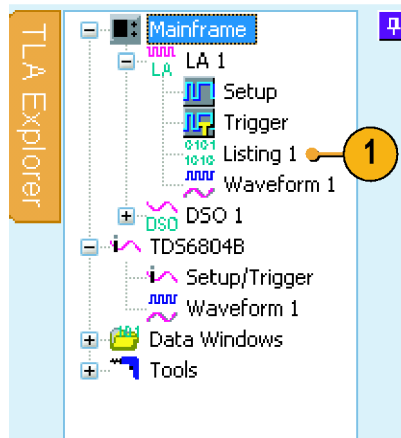 TLA Explorer
Mainframe
LA LA 1
Setup
Trigger
0101
1010 Listing 1
1
Waveform 1
DSO DSO 1
TDS6804B
Setup/Trigger
Waveform 1
Data Windows
Tools